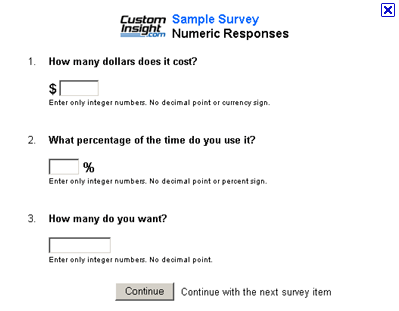 Custom Insight.com Sample Survey
Numeric Responses
1. How many dollars does it cost?
$
Enter only integer numbers. No decimal point or currency sign.
2. What percentage of the time do you use it?
%
Enter only integer numbers. No decimal point or percent sign.
3. How many do you want?
Enter only integer numbers. No decimal point.
Continue Continue with the next survey item